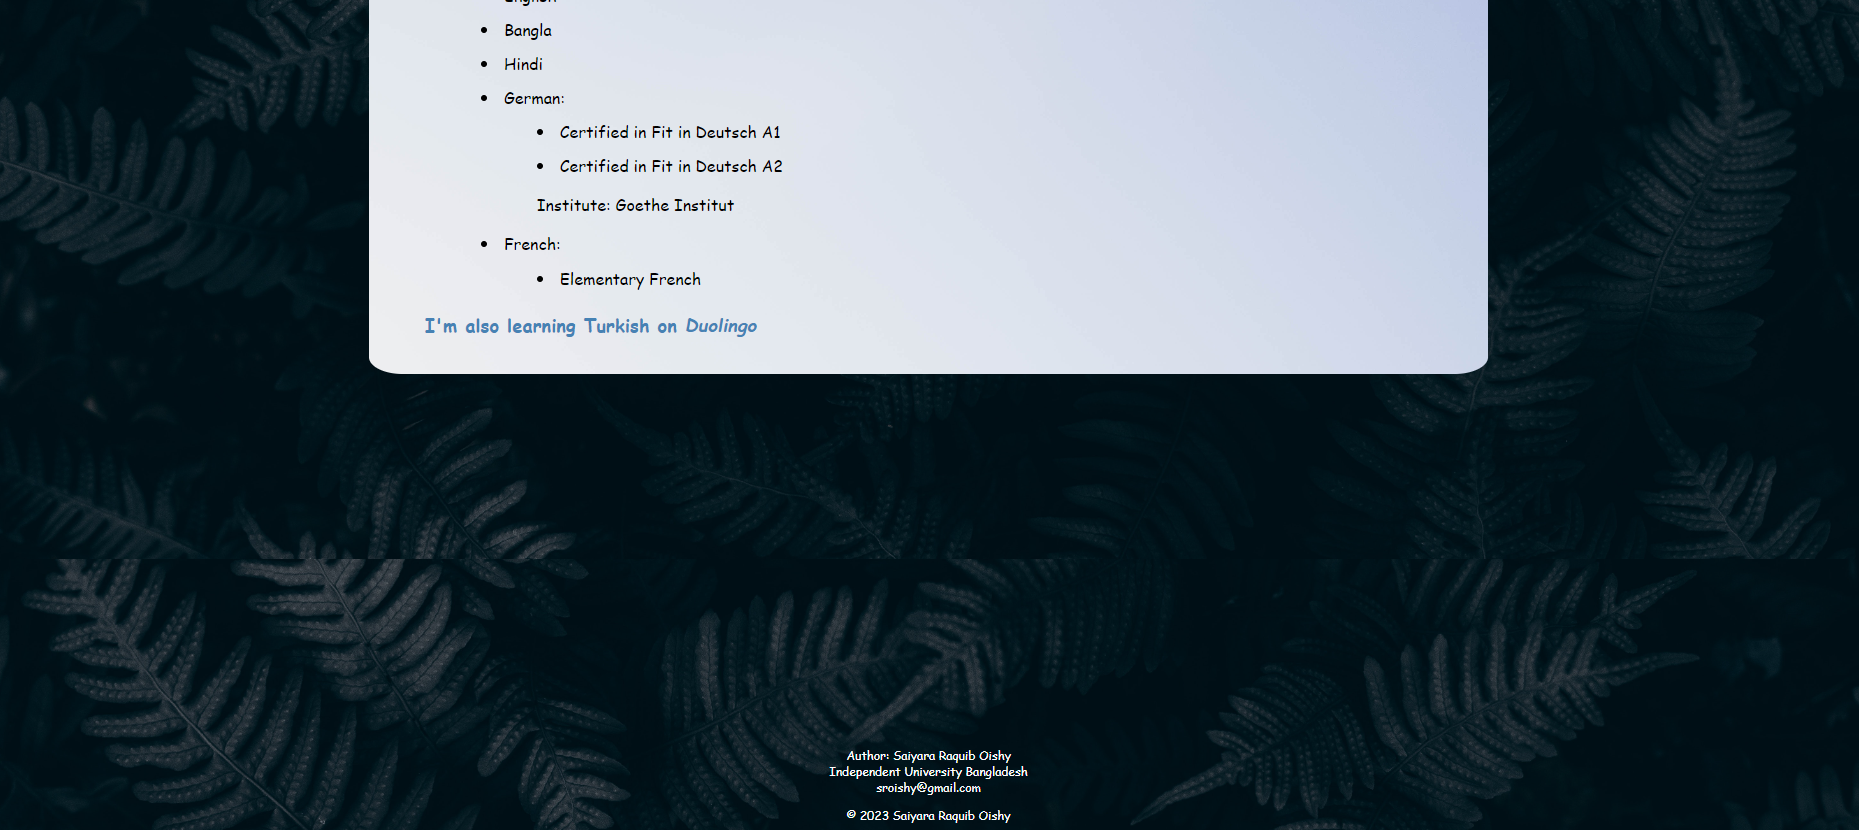 English
Bangla
Hindi
German:
Certified in Fit in Deutsch A1
Certified in Fit in Deutsch A2
Institute: Goethe Institut
French:
Elementary French
I'm also learning Turkish on Duolingo
Author: Saiyara Raquib Oishy
Independent University Bangladesh
sroishy@gmail.com
© 2023 Saiyara Raquib Oishy